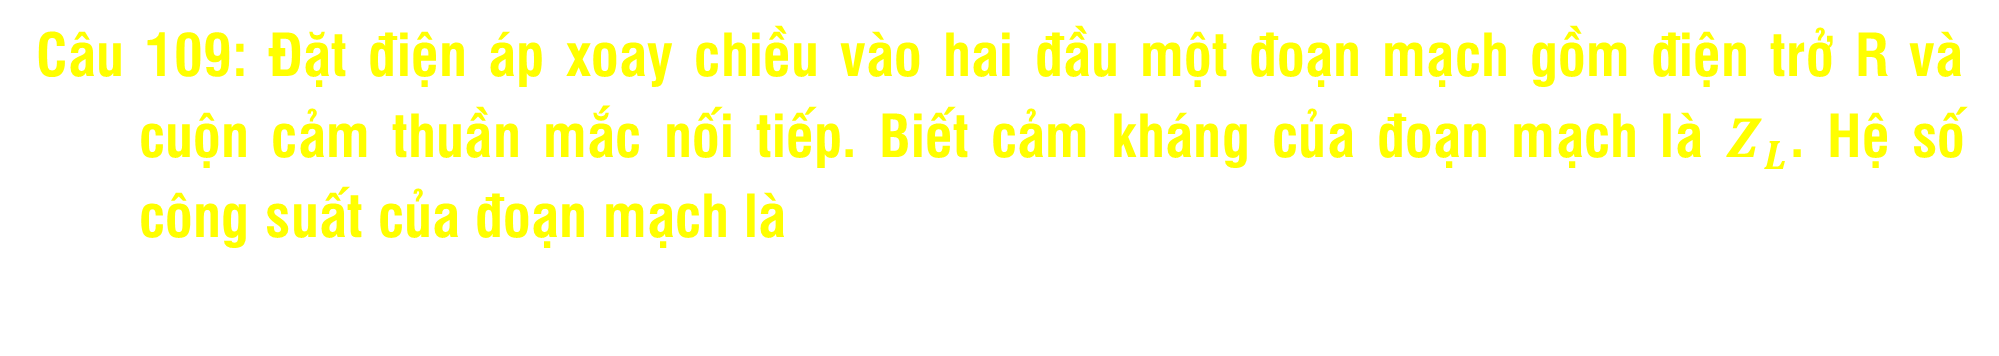 Câu 109: Đặt điện áp xoay chiều vào hai đầu một đoạn mạch gồm điện trở R và
cuộn cảm thuần mắc nối tiếp. Biết cảm kháng của đoạn mạch là Z_L. Hệ số
công suất của đoạn mạch là